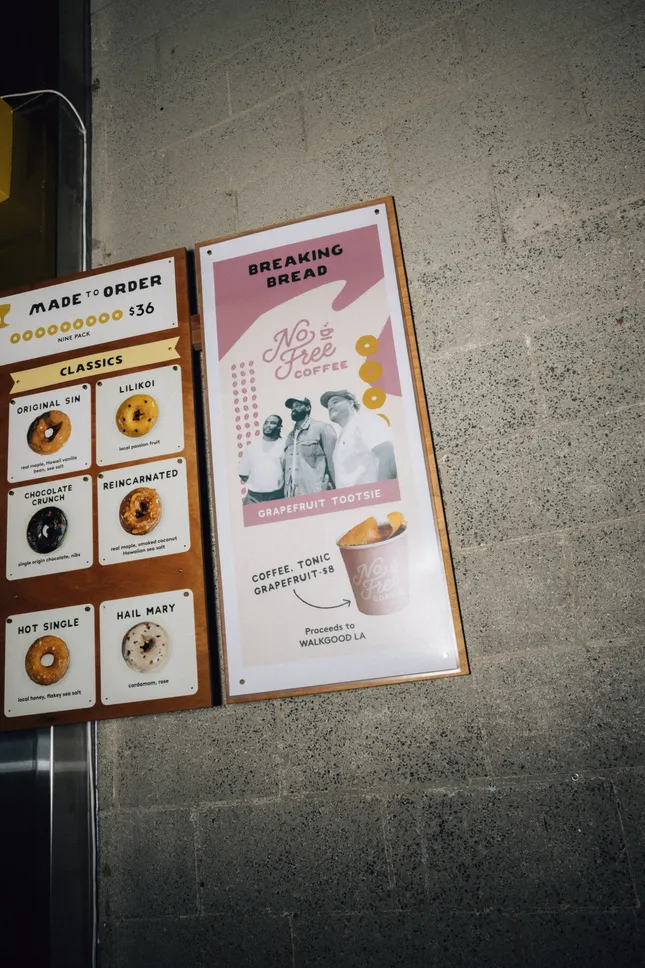 MADE TO ORDER
$36
NINE PACK
CLASSICS
ORIGINAL SIN
real maple, Hawaii vanilla
bean, sea salt
LILIKOI
local passion fruit
CHOCOLATE
CRUNCH
single origin chocolate, nibs
REINCARNATED
real maple, smoked coconut
Hawaiian sea salt
HOT SINGLE
local honey, flakey sea salt
HAIL MARY
cardamom, rose
BREAKING
BREAD
No
Free
COFFEE
GRAPEFRUIT TOOTSIE
COFFEE, TONIC
GRAPEFRUIT-$8
No
Free
Proceeds to
WALKGOOD LA